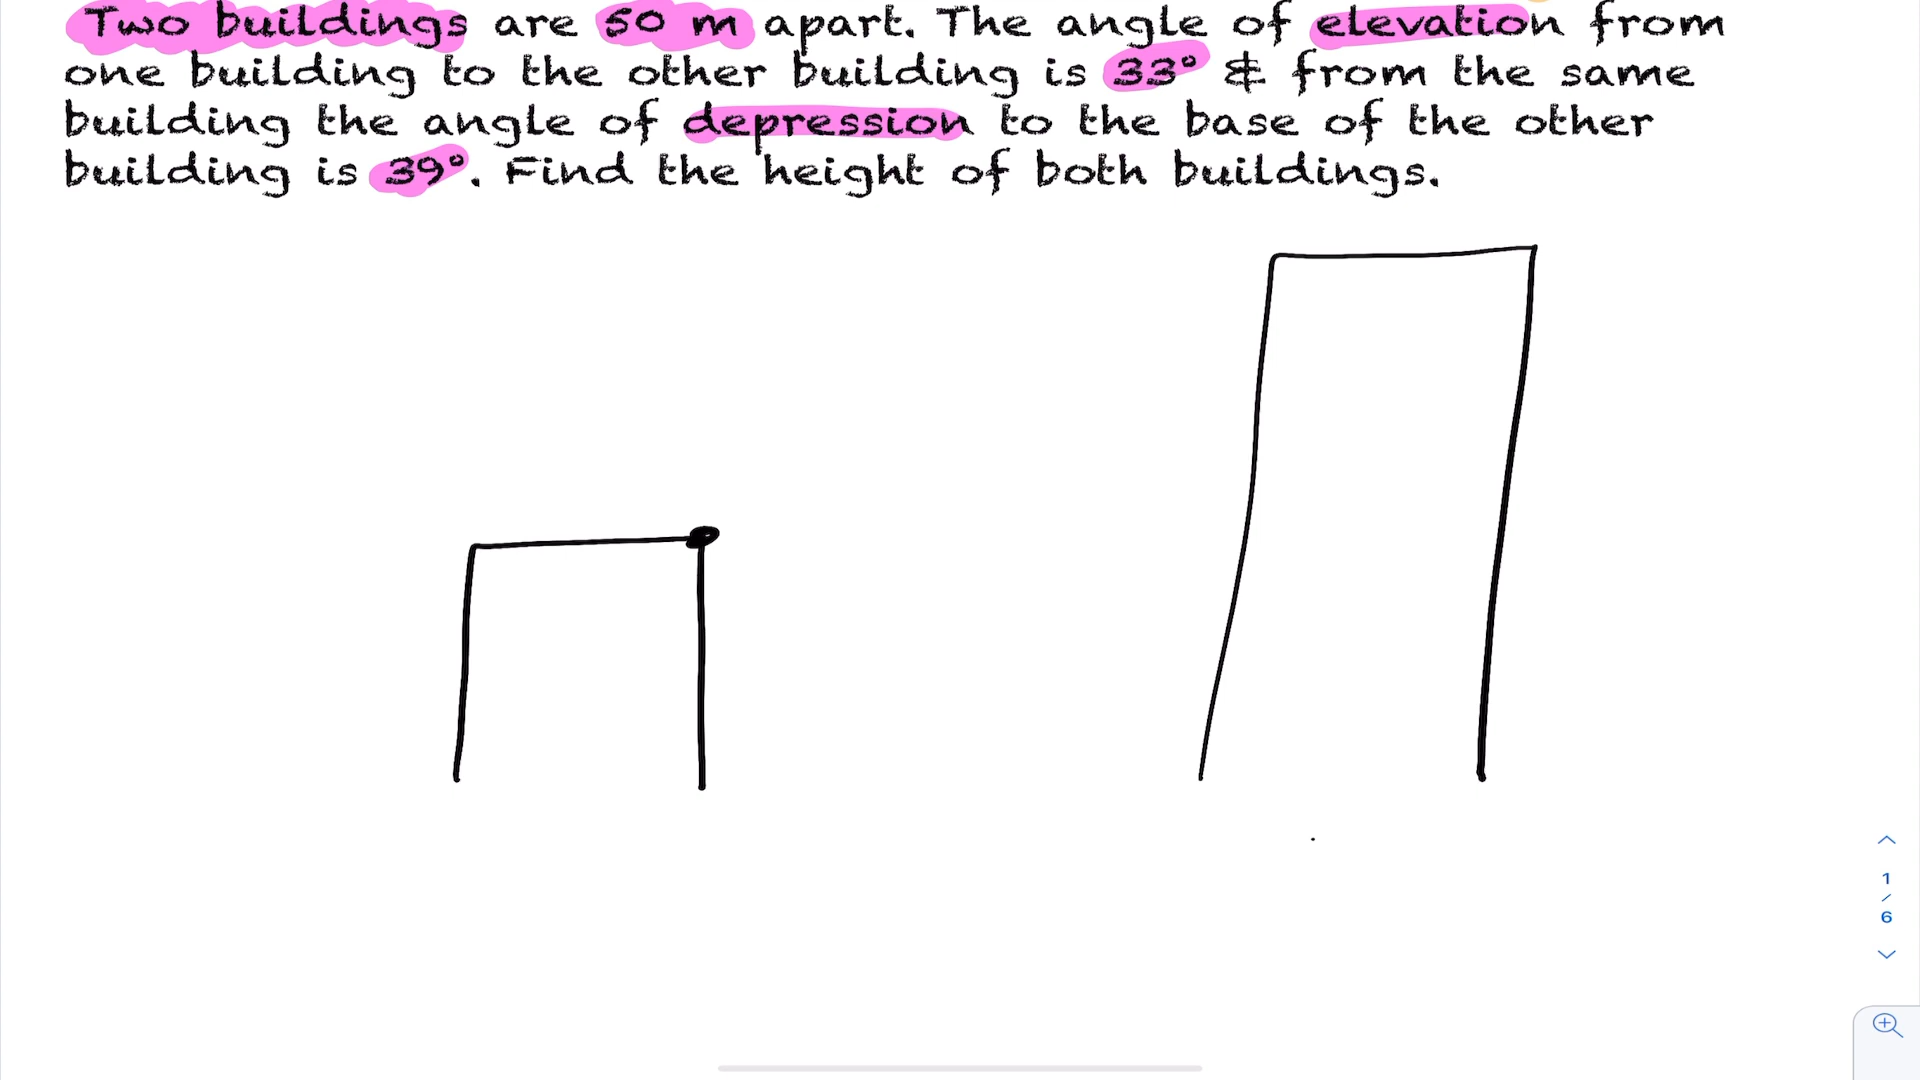 Two buildings are 50 m apart. The angle of elevation from
one building to the other building is 33° & from the same
building the angle of depression to the base of the other
building is 39°. Find the height of both buildings.
1
/
6